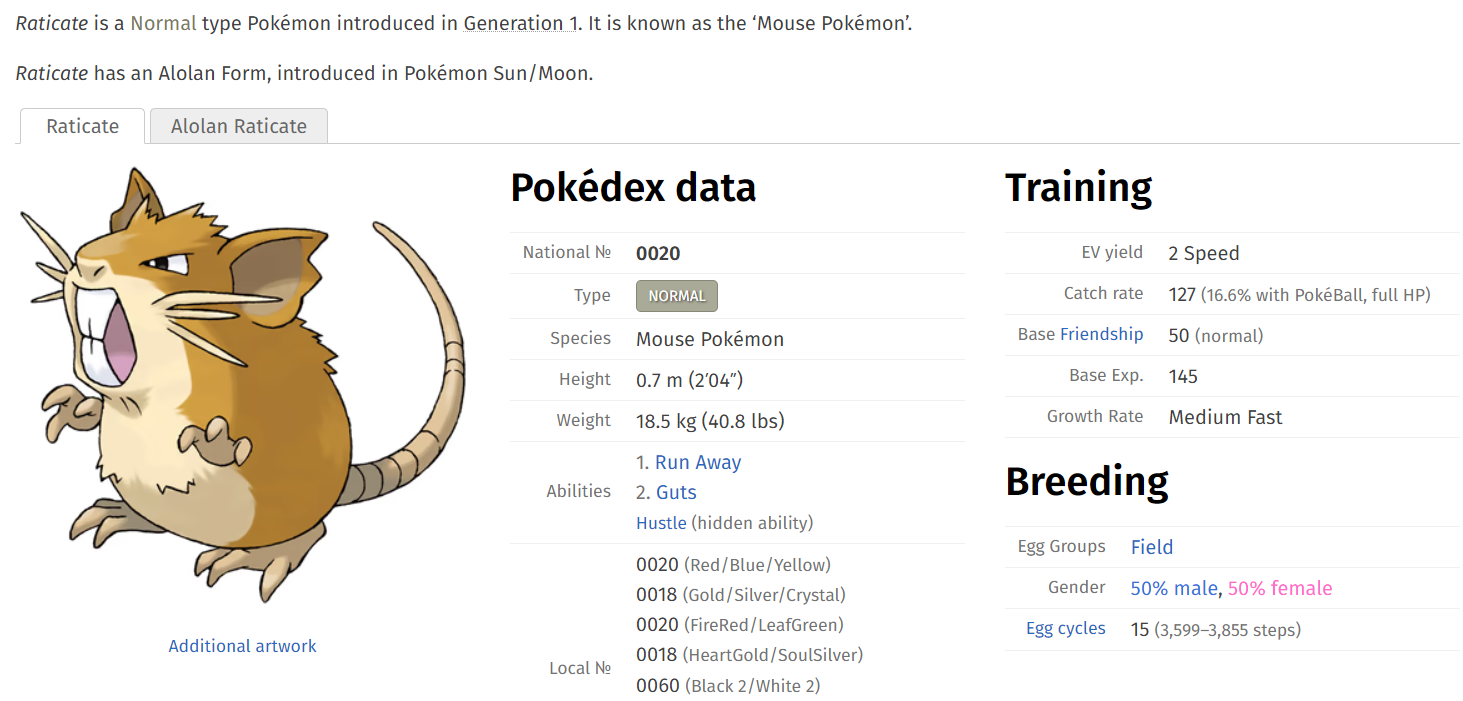 Raticate is a Normal type Pokémon introduced in Generation 1. It is known as the ‘Mouse Pokémon’.
Raticate has an Alolan Form, introduced in Pokémon Sun/Moon.
Raticate
Alolan Raticate
Additional artwork
Pokédex data
National № 0020
Type NORMAL
Species Mouse Pokémon
Height 0.7 m (2′04″)
Weight 18.5 kg (40.8 lbs)
Abilities
1. Run Away
2. Guts
Hustle (hidden ability)
Local №
0020 (Red/Blue/Yellow)
0018 (Gold/Silver/Crystal)
0020 (FireRed/LeafGreen)
0018 (HeartGold/SoulSilver)
0060 (Black 2/White 2)
Training
EV yield 2 Speed
Catch rate 127 (16.6% with PokéBall, full HP)
Base Friendship 50 (normal)
Base Exp. 145
Growth Rate Medium Fast
Breeding
Egg Groups Field
Gender 50% male, 50% female
Egg cycles 15 (3,599–3,855 steps)